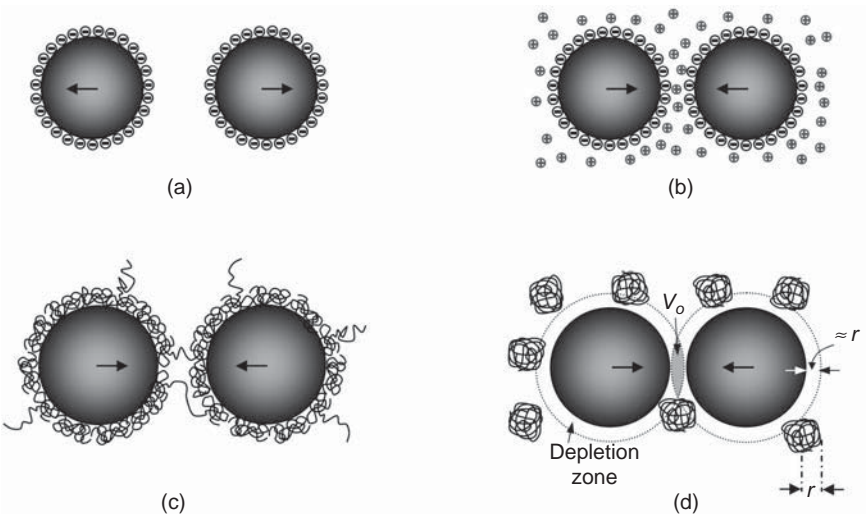 (a)
(b)
V_o
≈ r
Depletion
zone
r
(c)
(d)